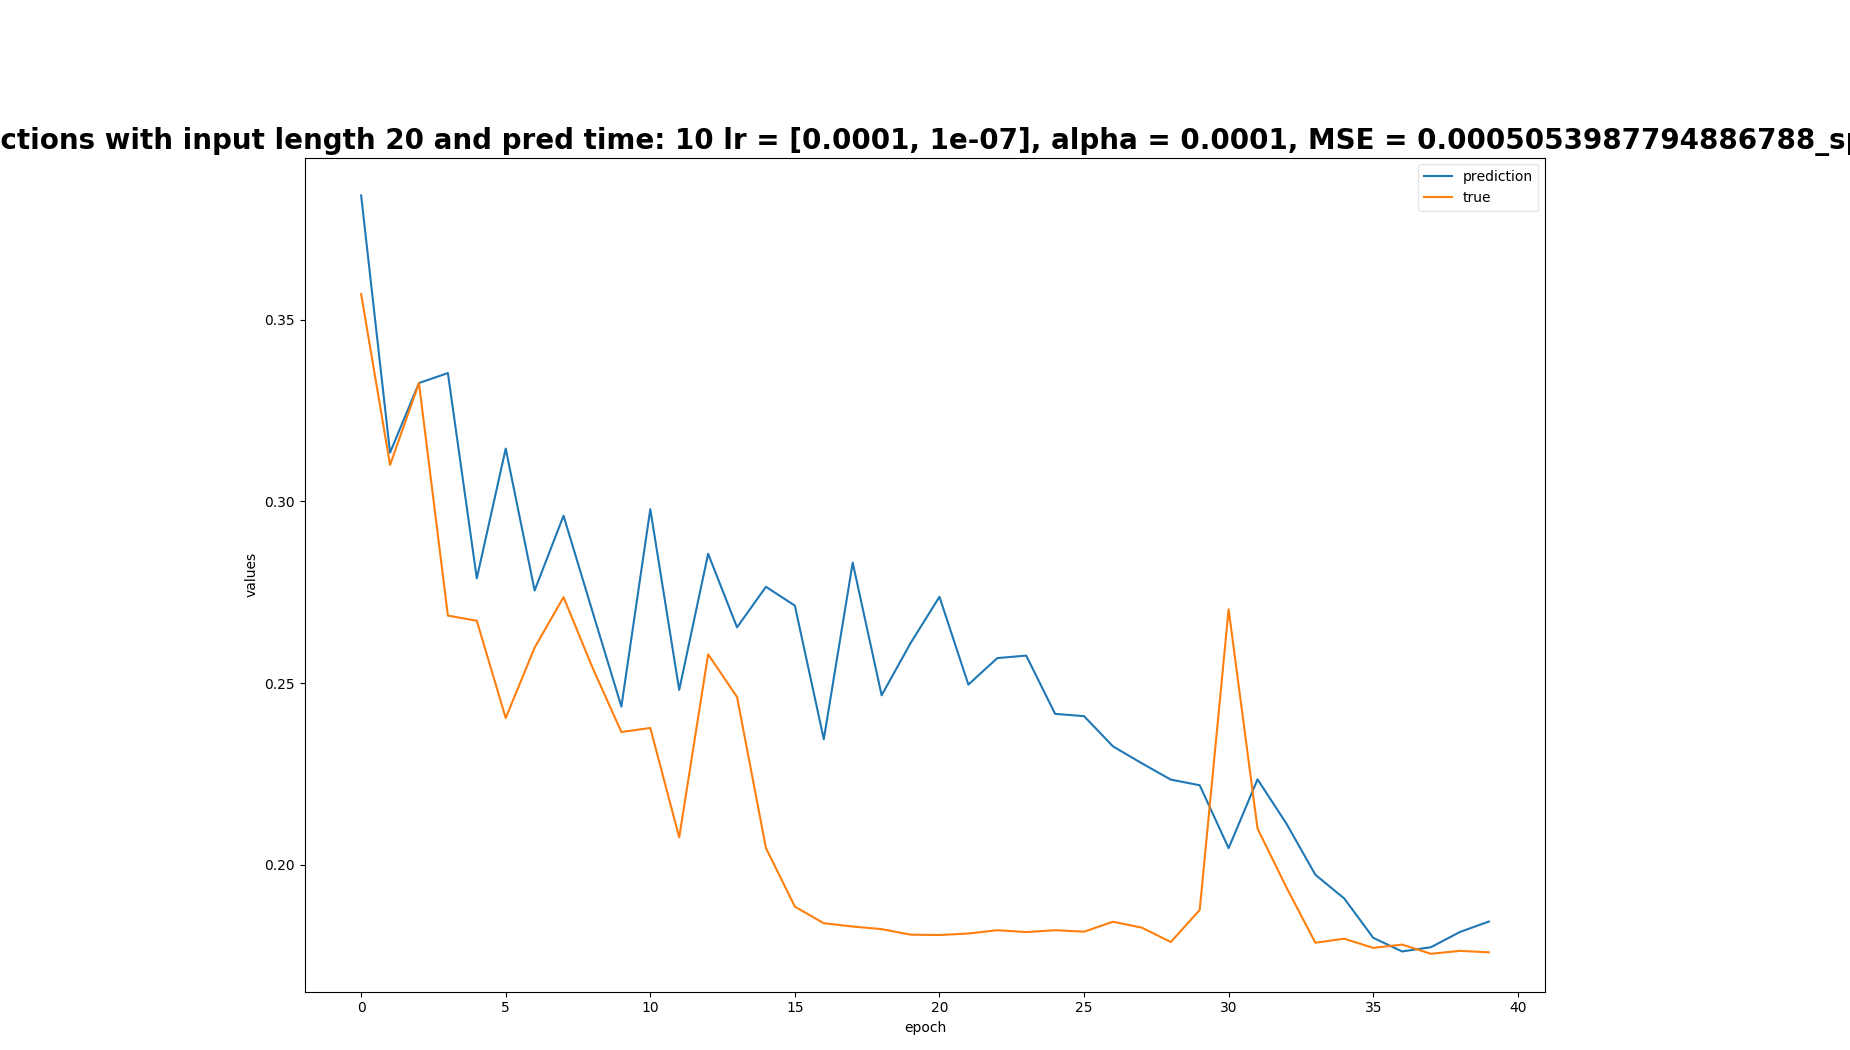 ctions with input length 20 and pred time: 10 lr = [0.0001, 1e-07], alpha = 0.0001, MSE = 0.0005053987794886788_sp
prediction
true
0.35
0.30
0.25
0.20
values
0 5 10 15 20 25 30 35 40
epoch